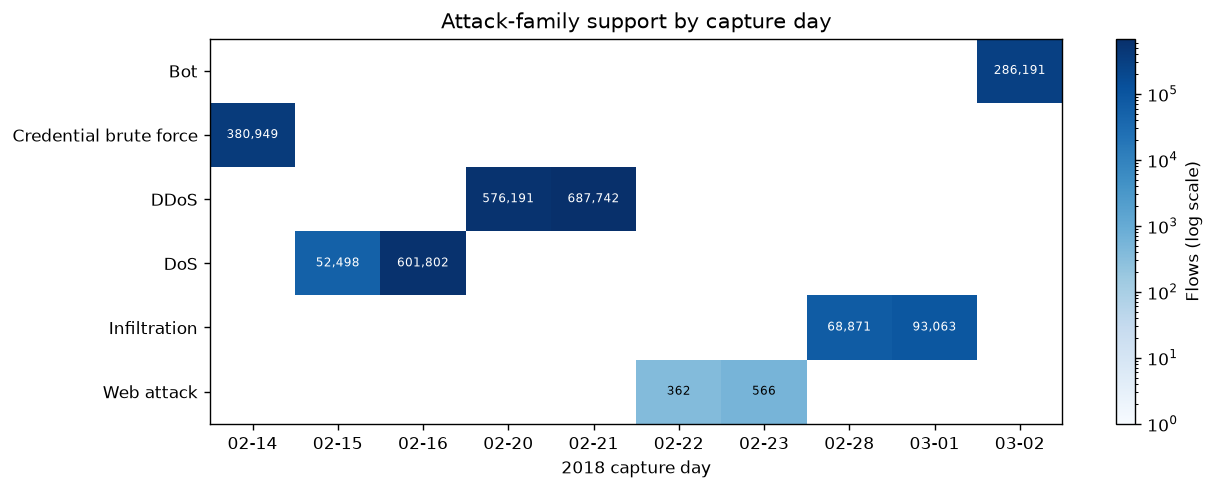 Attack-family support by capture day
Bot
286,191
Credential brute force
380,949
DDoS
576,191
687,742
DoS
52,498
601,802
Infiltration
68,871
93,063
Web attack
362
566
02-14
02-15
02-16
02-20
02-21
02-22
02-23
02-28
03-01
03-02
2018 capture day
10^5
10^4
10^3
10^2
10^1
10^0
Flows (log scale)